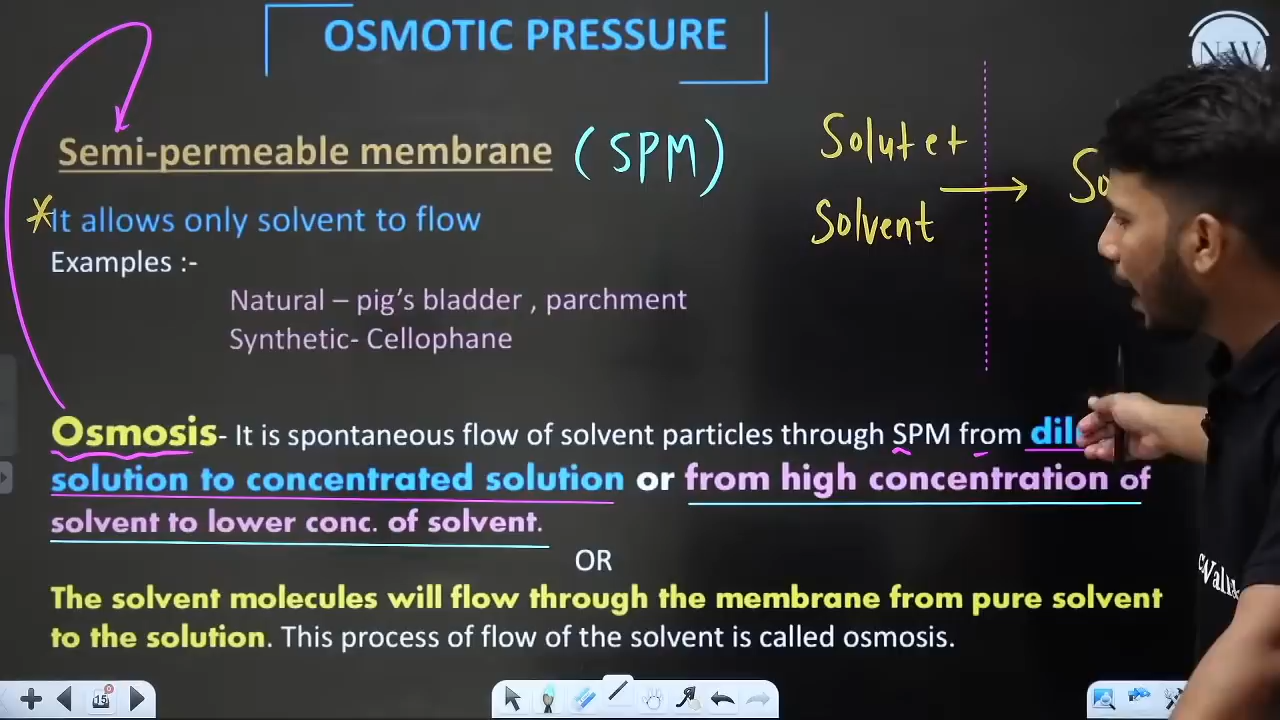 OSMOTIC PRESSURE
NW
Semi-permeable membrane (SPM)
Solute +
Solvent
It allows only solvent to flow
Examples :-
Natural – pig's bladder , parchment
Synthetic- Cellophane
Osmosis- It is spontaneous flow of solvent particles through SPM from
solution to concentrated solution or from high concentration of
solvent to lower conc. of solvent.
OR
The solvent molecules will flow through the membrane from pure solvent
to the solution. This process of flow of the solvent is called osmosis.
15